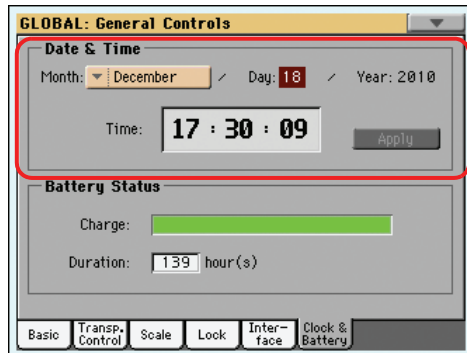 GLOBAL: General Controls
Date & Time
Month: December / Day: 18 / Year: 2010
Time: 17 : 30 : 09 Apply
Battery Status
Charge:
Duration: 139 hour(s)
Basic Transp. Control Scale Lock Inter- face Clock & Battery